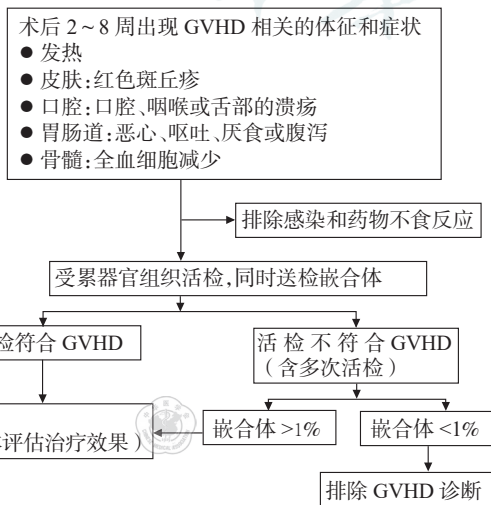 术后 2~8 周出现 GVHD 相关的体征和症状
● 发热
● 皮肤:红色斑丘疹
● 口腔:口腔、咽喉或舌部的溃疡
● 胃肠道:恶心、呕吐、厌食或腹泻
● 骨髓:全血细胞减少
排除感染和药物不食反应
受累器官组织活检,同时送检嵌合体
检符合 GVHD
活检不符合 GVHD
(含多次活检)
评估治疗效果)
嵌合体 >1%
嵌合体 <1%
排除 GVHD 诊断